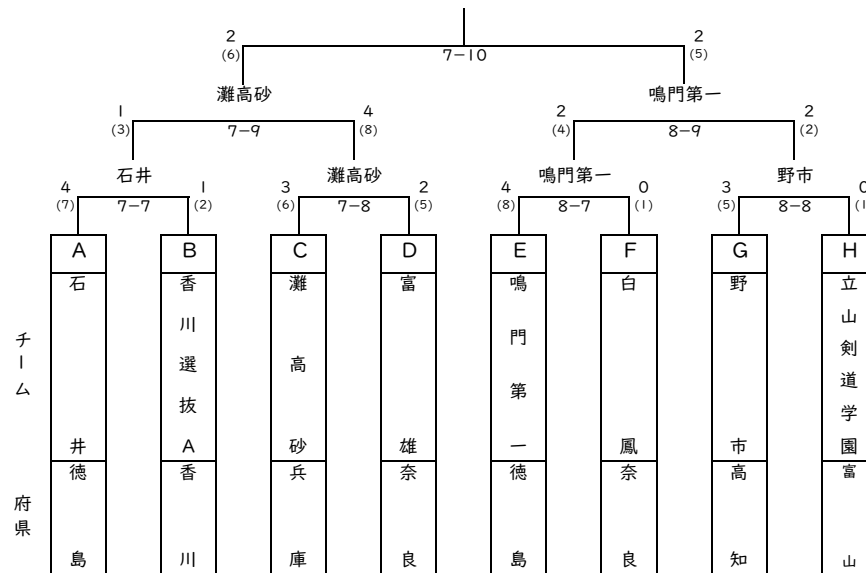 2 2
(6) 7-10 (5)
灘高砂 鳴門第一
1 4 2 2
(3) 7-9 (8) (4) 8-9 (2)
石井 灘高砂 鳴門第一 野市
4 1 3 2 4 0 3 0
(7) 7-7 (2) (6) 7-8 (5) (8) 8-7 (1) (5) 8-8 (1
A B C D E F G H
チーム 石井 香川選抜A 灘高砂 富雄 鳴門第一 白鳳 野市 立山剣道学園
府県 徳島 香川 兵庫 奈良 徳島 奈良 高知 富山